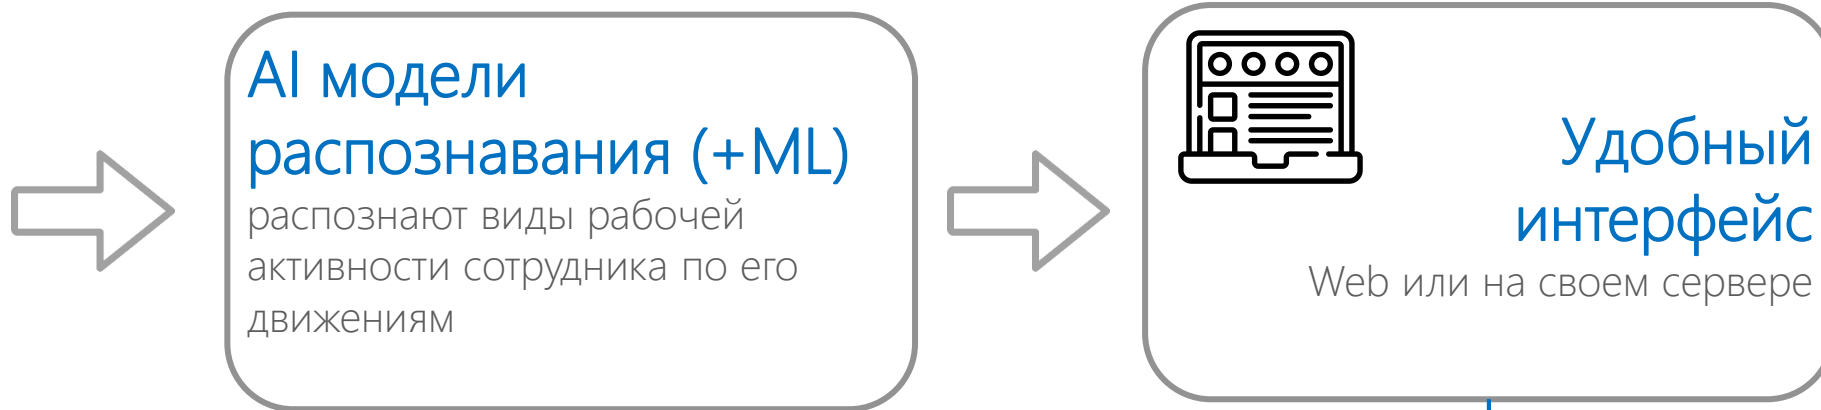 AI модели
распознавания (+ML)
распознают виды рабочей
активности сотрудника по его
движениям
Удобный
интерфейс
Web или на своем сервере